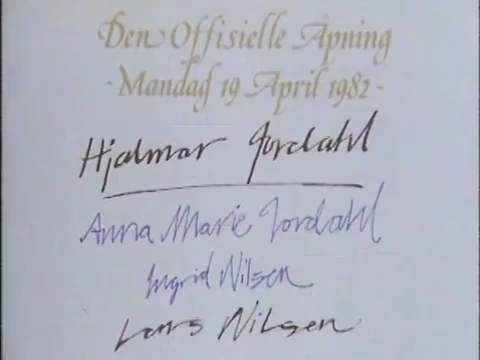 Den Offisielle Åpning
- Mandag 19 April 1982 -
Hjalmar Jordahl
Anna Marie Jordahl
Ingrid Nilsen
Lars Nilsen